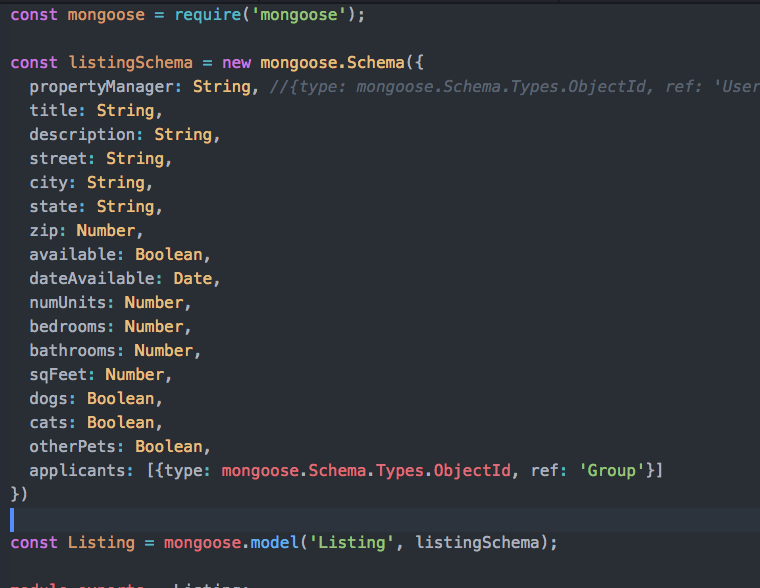 const mongoose = require('mongoose');
const listingSchema = new mongoose.Schema({
propertyManager: String, //{type: mongoose.Schema.Types.ObjectId, ref: 'User
title: String,
description: String,
street: String,
city: String,
state: String,
zip: Number,
available: Boolean,
dateAvailable: Date,
numUnits: Number,
bedrooms: Number,
bathrooms: Number,
sqFeet: Number,
dogs: Boolean,
cats: Boolean,
otherPets: Boolean,
applicants: [{type: mongoose.Schema.Types.ObjectId, ref: 'Group'}]
})
const Listing = mongoose.model('Listing', listingSchema);
module.exports = Listing;